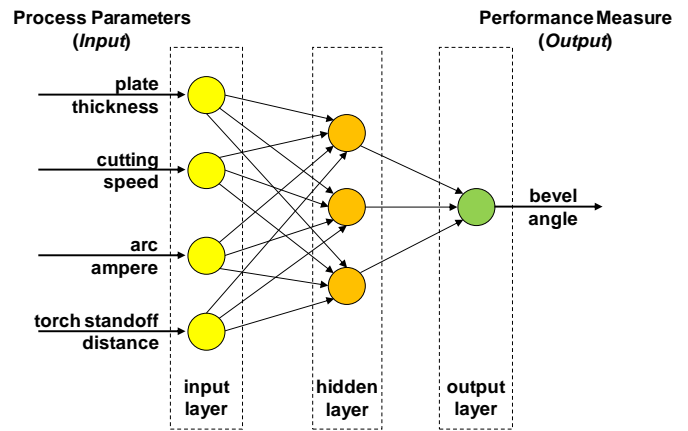 Process Parameters
(Input)
Performance Measure
(Output)
plate
thickness
cutting
speed
arc
ampere
torch standoff
distance
bevel
angle
input
layer
hidden
layer
output
layer